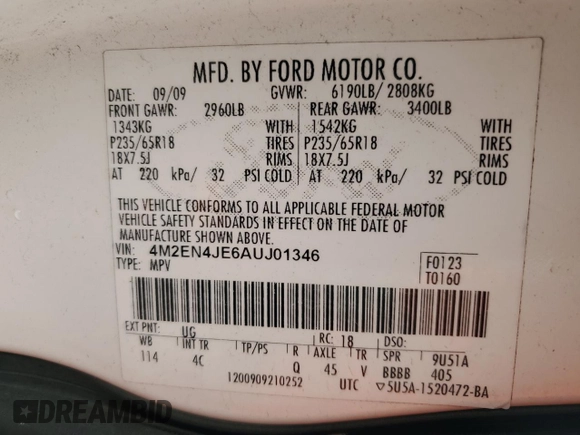 MFD. BY FORD MOTOR CO.
DATE: 09/09 GVWR: 6190LB/ 2808KG
FRONT GAWR: 2960LB REAR GAWR: 3400LB
1343KG WITH 1542KG WITH
P235/65R18 TIRES P235/65R18 TIRES
18X7.5J RIMS 18X7.5J RIMS
AT 220 kPa/ 32 PSI COLD AT 220 kPa/ 32 PSI COLD
THIS VEHICLE CONFORMS TO ALL APPLICABLE FEDERAL MOTOR
VEHICLE SAFETY STANDARDS IN EFFECT ON THE DATE OF
MANUFACTURE SHOWN ABOVE.
VIN: 4M2EN4JE6AUJ01346 F0123
TYPE: MPV T0160
EXT PNT: UG RC: 18 DSO:
WB INT TR TP/PS R AXLE TR SPR 9U51A
114 4C Q 45 V BBBB 405
1200909210252 UTC 5U5A-1520472-BA
DREAMBID